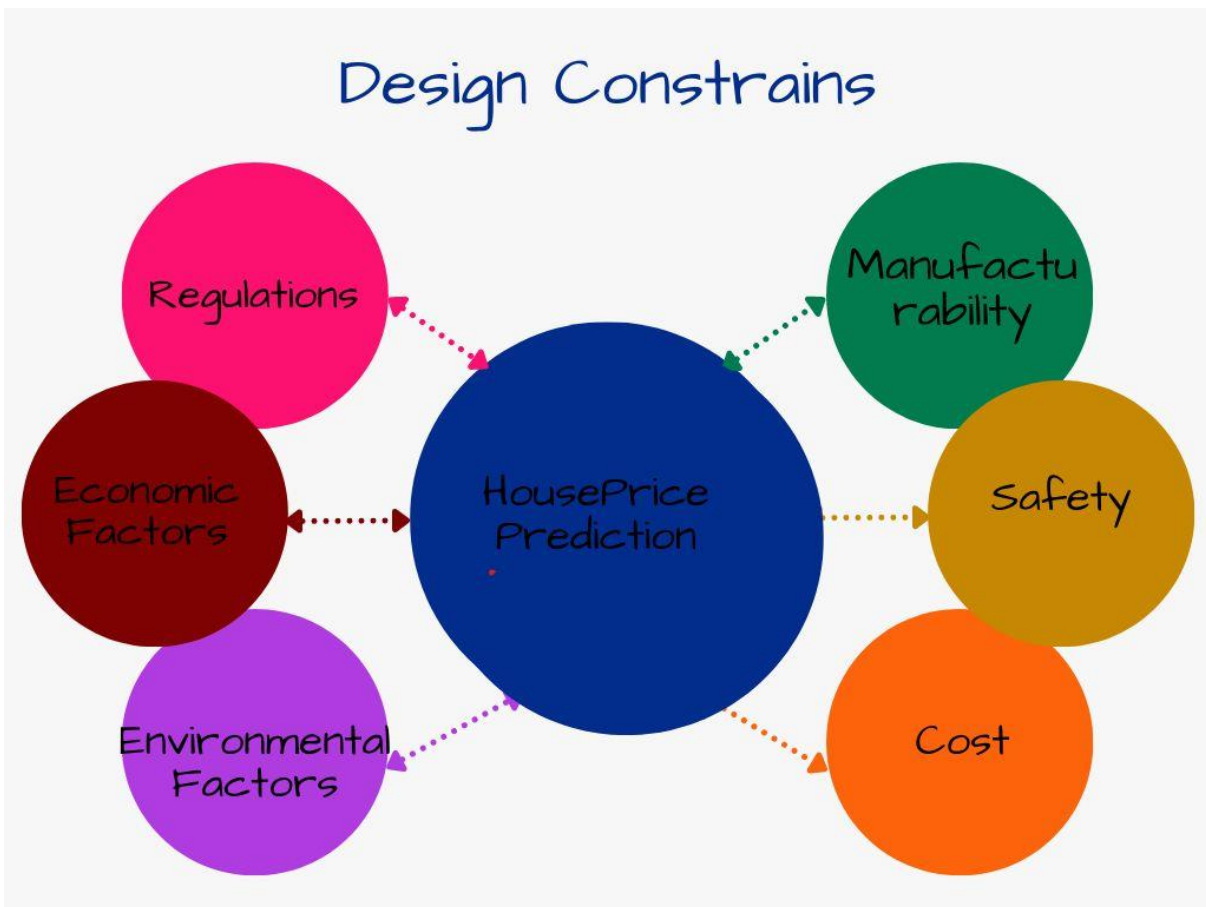 Design Constrains
Regulations
Manufactu
rability
Economic
Factors
HousePrice
Prediction
Safety
Environmental
Factors
Cost